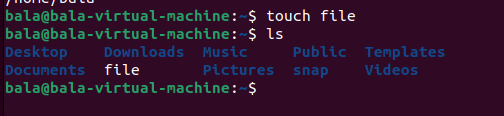 /home/bala
bala@bala-virtual-machine:~$ touch file
bala@bala-virtual-machine:~$ ls
Desktop Downloads Music Public Templates
Documents file Pictures snap Videos
bala@bala-virtual-machine:~$